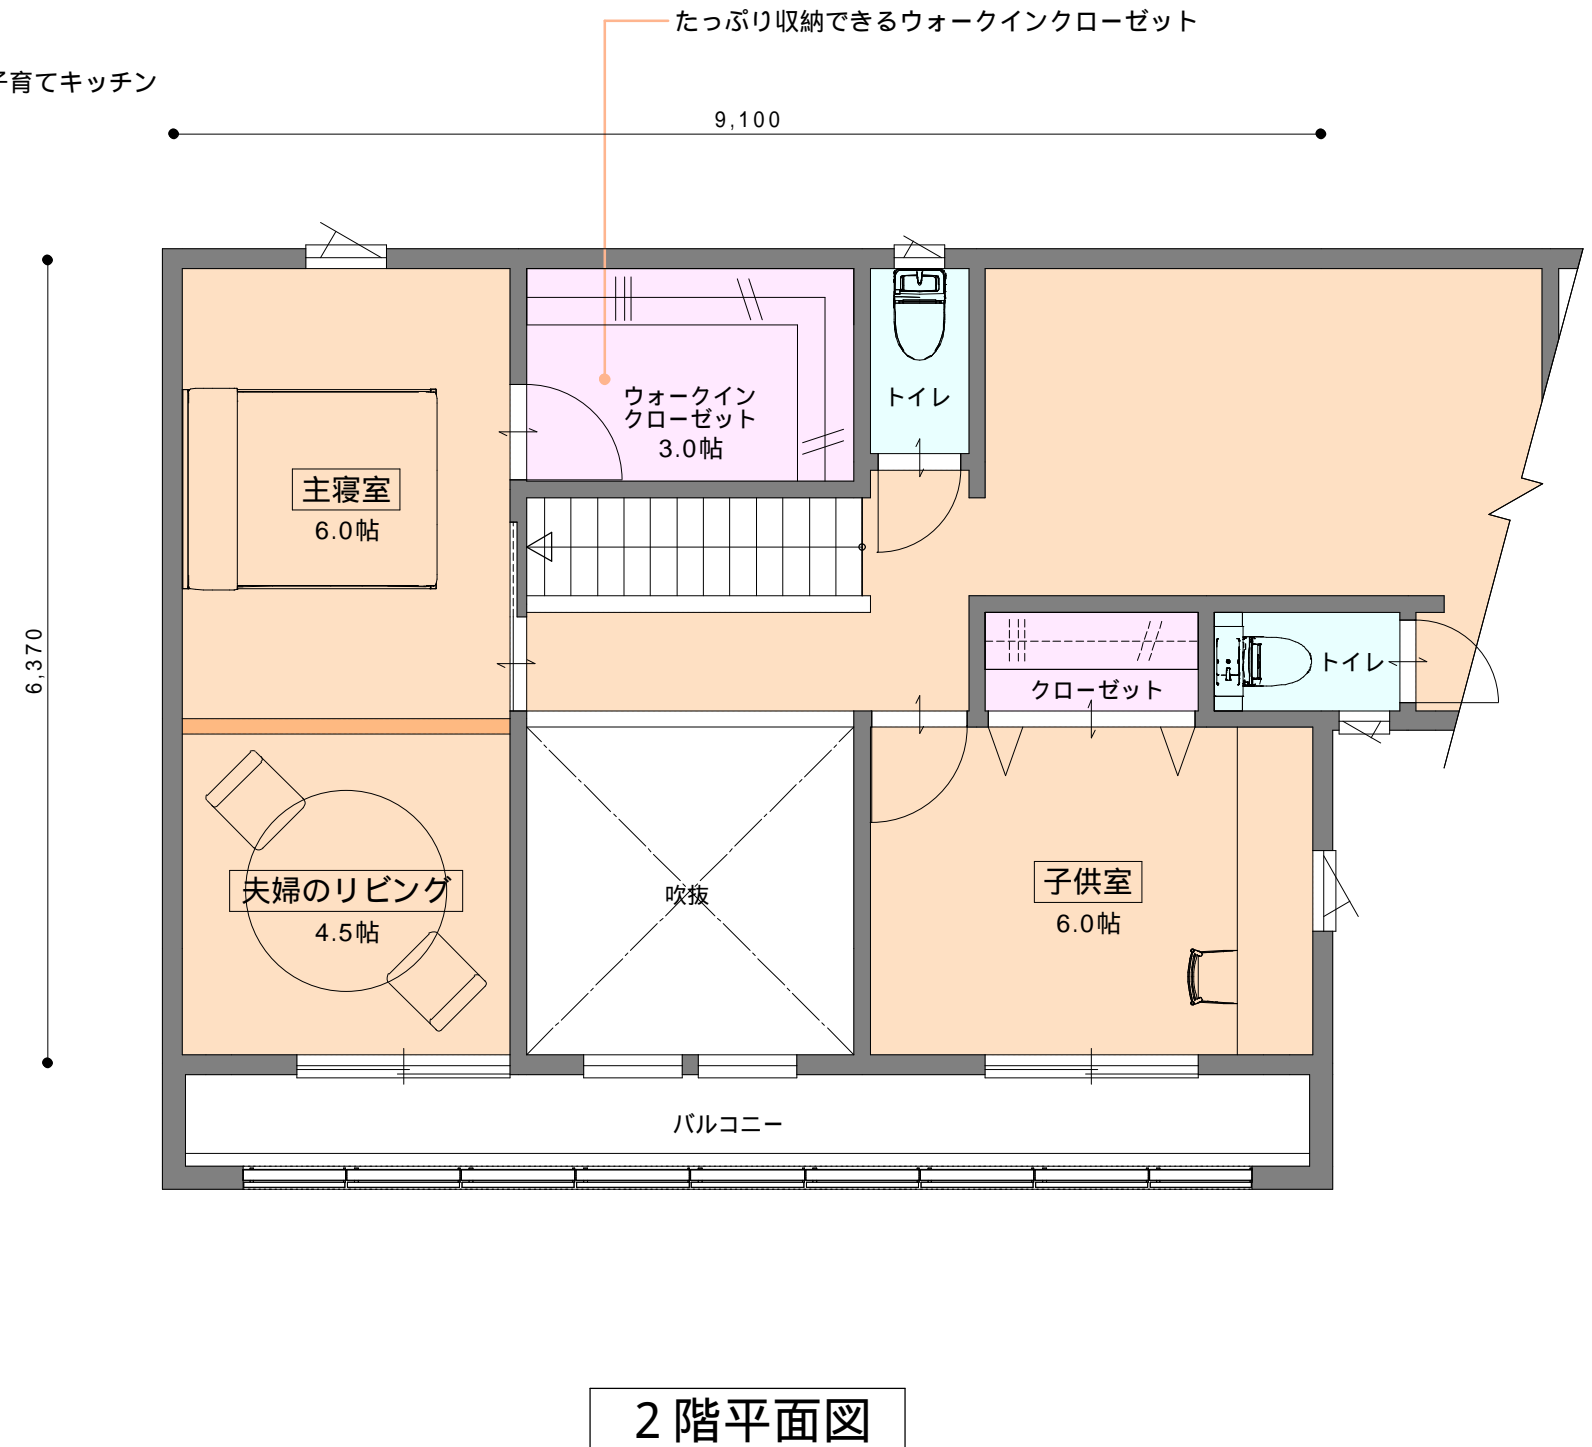 たっぷり収納できるウォークインクローゼット
子育てキッチン
9,100
6,370
ウォークイン
クローゼット
3.0帖
トイレ
主寝室
6.0帖
クローゼット
トイレ
夫婦のリビング
4.5帖
吹抜
子供室
6.0帖
バルコニー
2階平面図